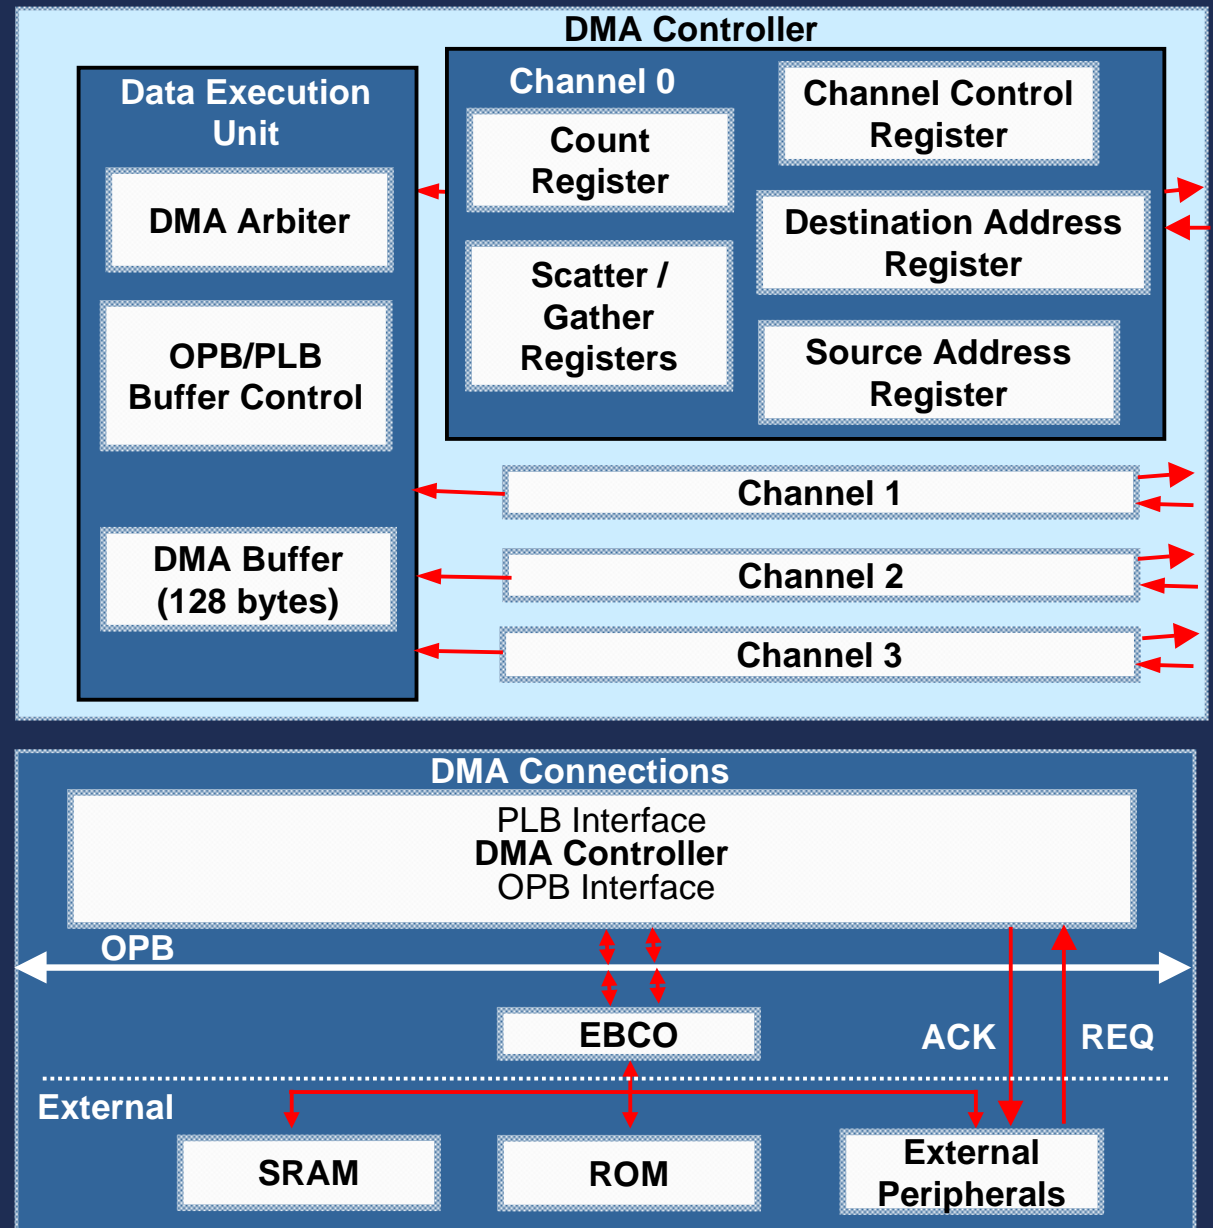 DMA Controller
Data Execution
Unit
DMA Arbiter
OPB/PLB
Buffer Control
DMA Buffer
(128 bytes)
Channel 0
Count
Register
Scatter /
Gather
Registers
Channel Control
Register
Destination Address
Register
Source Address
Register
Channel 1
Channel 2
Channel 3
DMA Connections
PLB Interface
DMA Controller
OPB Interface
OPB
EBCO
ACK
REQ
External
SRAM
ROM
External
Peripherals